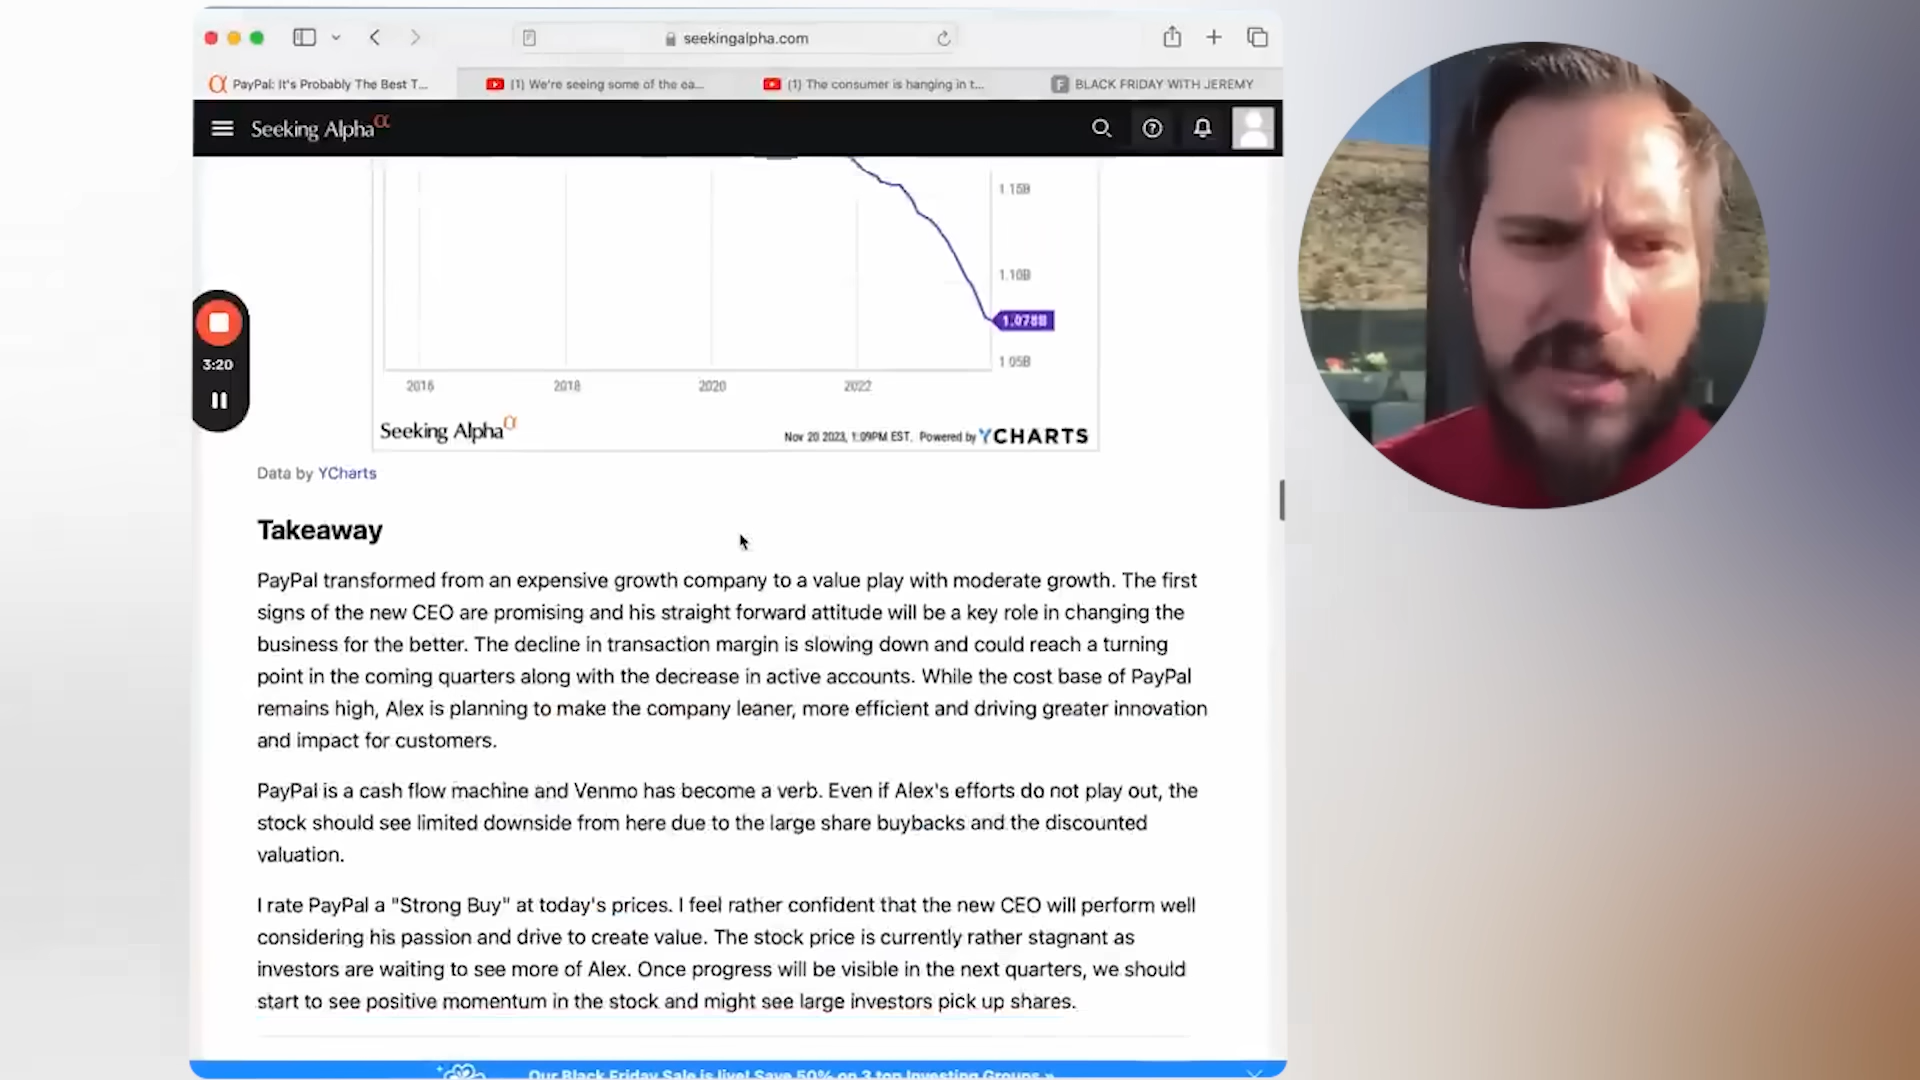 seekingalpha.com
PayPal: It's Probably The Best T...
(1) We're seeing some of the ea...
(1) The consumer is hanging in t...
F BLACK FRIDAY WITH JEREMY
Seeking Alpha α
1.15B
1.10B
1.078B
3:20
1.05B
2016 2018 2020 2022
Seeking Alpha α
Nov 20 2023, 1:09PM EST. Powered by YCHARTS
Data by YCharts
Takeaway
PayPal transformed from an expensive growth company to a value play with moderate growth. The first
signs of the new CEO are promising and his straight forward attitude will be a key role in changing the
business for the better. The decline in transaction margin is slowing down and could reach a turning
point in the coming quarters along with the decrease in active accounts. While the cost base of PayPal
remains high, Alex is planning to make the company leaner, more efficient and driving greater innovation
and impact for customers.
PayPal is a cash flow machine and Venmo has become a verb. Even if Alex's efforts do not play out, the
stock should see limited downside from here due to the large share buybacks and the discounted
valuation.
I rate PayPal a "Strong Buy" at today's prices. I feel rather confident that the new CEO will perform well
considering his passion and drive to create value. The stock price is currently rather stagnant as
investors are waiting to see more of Alex. Once progress will be visible in the next quarters, we should
start to see positive momentum in the stock and might see large investors pick up shares.
Our Black Friday Sale is live! Save 50% on 3 top Investing Groups »